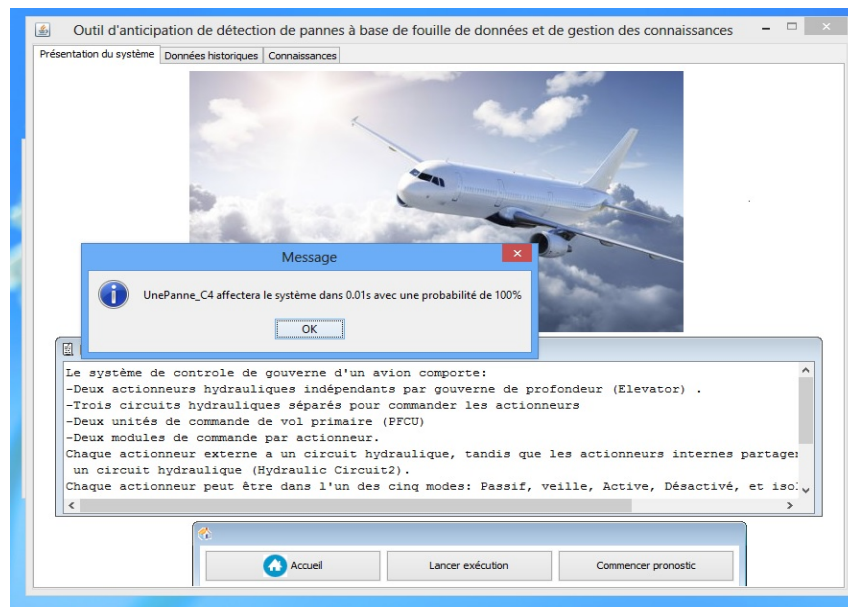 Outil d'anticipation de détection de pannes à base de fouille de données et de gestion des connaissances
Présentation du système Données historiques Connaissances
Message
UnePanne_C4 affectera le système dans 0.01s avec une probabilité de 100%
OK
Le système de controle de gouverne d'un avion comporte:
-Deux actionneurs hydrauliques indépendants par gouverne de profondeur (Elevator) .
-Trois circuits hydrauliques séparés pour commander les actionneurs
-Deux unités de commande de vol primaire (PFCU)
-Deux modules de commande par actionneur.
Chaque actionneur externe a un circuit hydraulique, tandis que les actionneurs internes partager
un circuit hydraulique (Hydraulic Circuit2).
Chaque actionneur peut être dans l'un des cinq modes: Passif, veille, Active, Désactivé, et iso
Accueil Lancer exécution Commencer pronostic